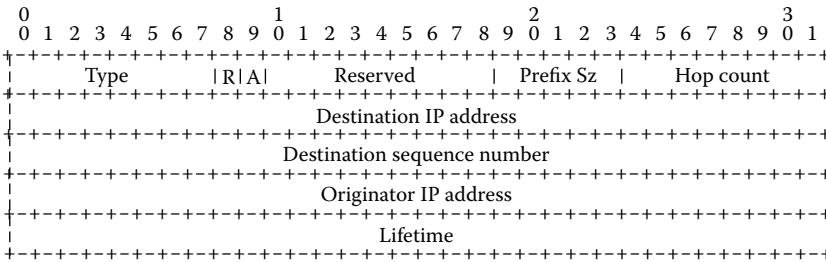 0 1 2 3
0 1 2 3 4 5 6 7 8 9 0 1 2 3 4 5 6 7 8 9 0 1 2 3 4 5 6 7 8 9 0 1
+-+-+-+-+-+-+-+-+-+-+-+-+-+-+-+-+-+-+-+-+-+-+-+-+-+-+-+-+-+-+-+-+
| Type |R|A| Reserved | Prefix Sz | Hop count
+-+-+-+-+-+-+-+-+-+-+-+-+-+-+-+-+-+-+-+-+-+-+-+-+-+-+-+-+-+-+-+-+
| Destination IP address
+-+-+-+-+-+-+-+-+-+-+-+-+-+-+-+-+-+-+-+-+-+-+-+-+-+-+-+-+-+-+-+-+
| Destination sequence number
+-+-+-+-+-+-+-+-+-+-+-+-+-+-+-+-+-+-+-+-+-+-+-+-+-+-+-+-+-+-+-+-+
| Originator IP address
+-+-+-+-+-+-+-+-+-+-+-+-+-+-+-+-+-+-+-+-+-+-+-+-+-+-+-+-+-+-+-+-+
| Lifetime
+-+-+-+-+-+-+-+-+-+-+-+-+-+-+-+-+-+-+-+-+-+-+-+-+-+-+-+-+-+-+-+-+